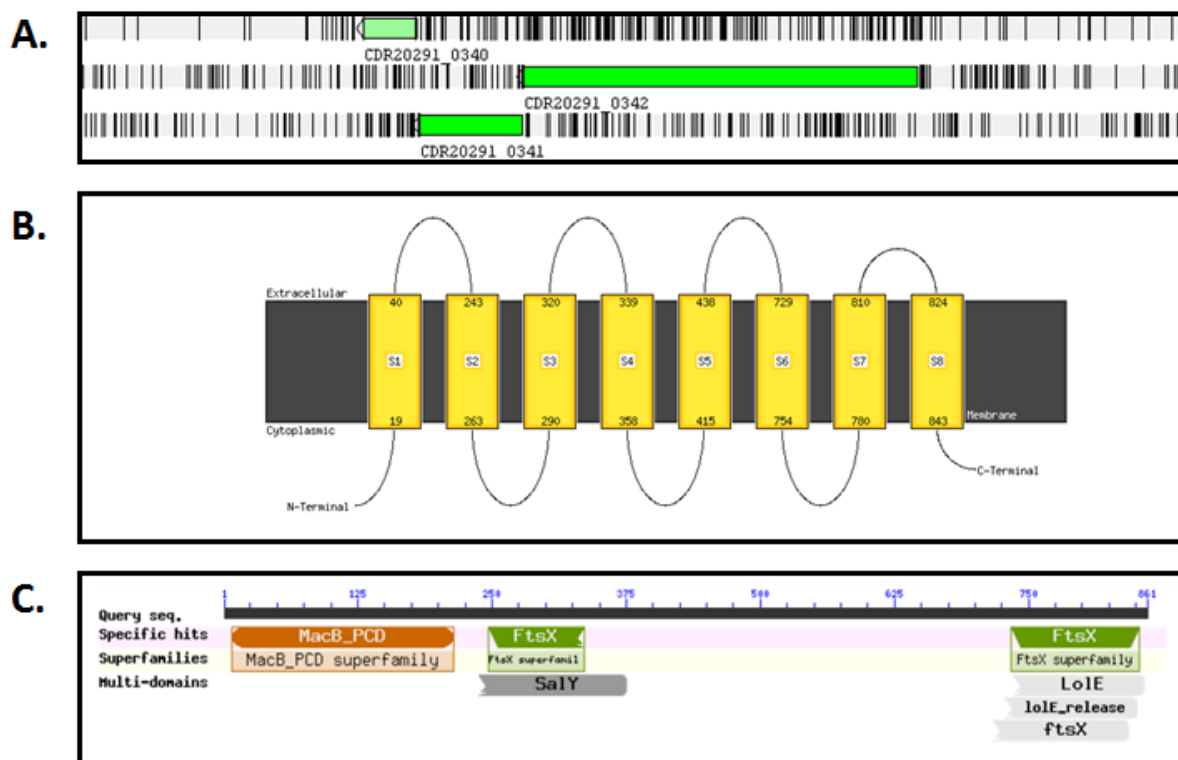 A.
CDR20291_0340
CDR20291_0342
CDR20291_0341
B.
Extracellular
40 243 320 339 438 729 810 824
S1 S2 S3 S4 S5 S6 S7 S8
19 263 290 358 415 754 780 843
Membrane
Cytoplasmic
C-Terminal
N-Terminal
C.
1 125 250 375 500 625 750 861
Query seq.
Specific hits MacB_PCD FtsX FtsX
Superfamilies MacB_PCD superfamily FtsX superfamil FtsX superfamily
Multi-domains SalY LolE
lolE_release
ftsX